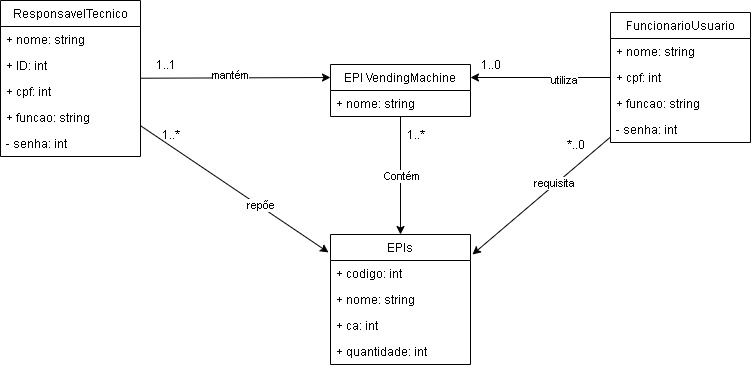 ResponsavelTecnico
+ nome: string
+ ID: int
+ cpf: int
+ funcao: string
- senha: int
1..1
mantém
EPI VendingMachine
+ nome: string
1..0
utiliza
FuncionarioUsuario
+ nome: string
+ cpf: int
+ funcao: string
- senha: int
1..*
repõe
1..*
Contém
*..0
requisita
EPIs
+ codigo: int
+ nome: string
+ ca: int
+ quantidade: int